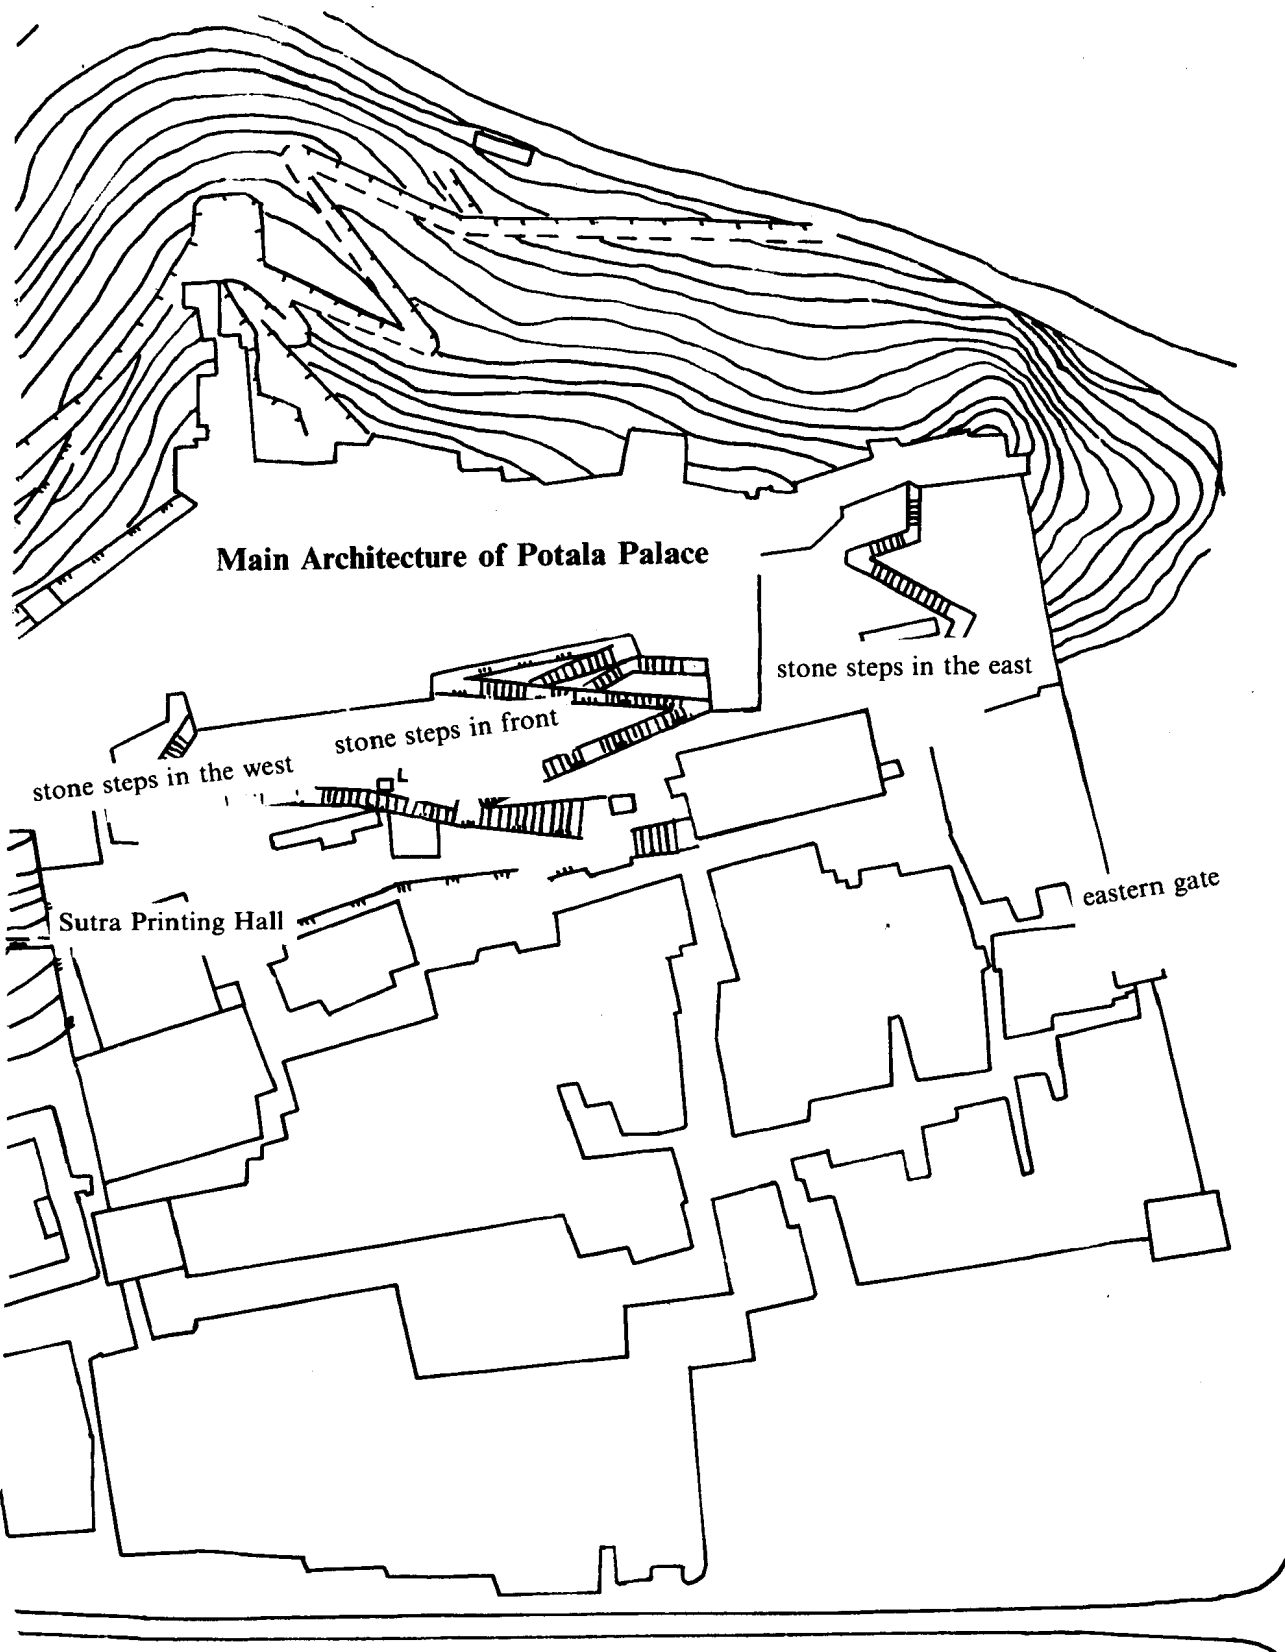 Main Architecture of Potala Palace
stone steps in the east
stone steps in front
stone steps in the west
eastern gate
Sutra Printing Hall